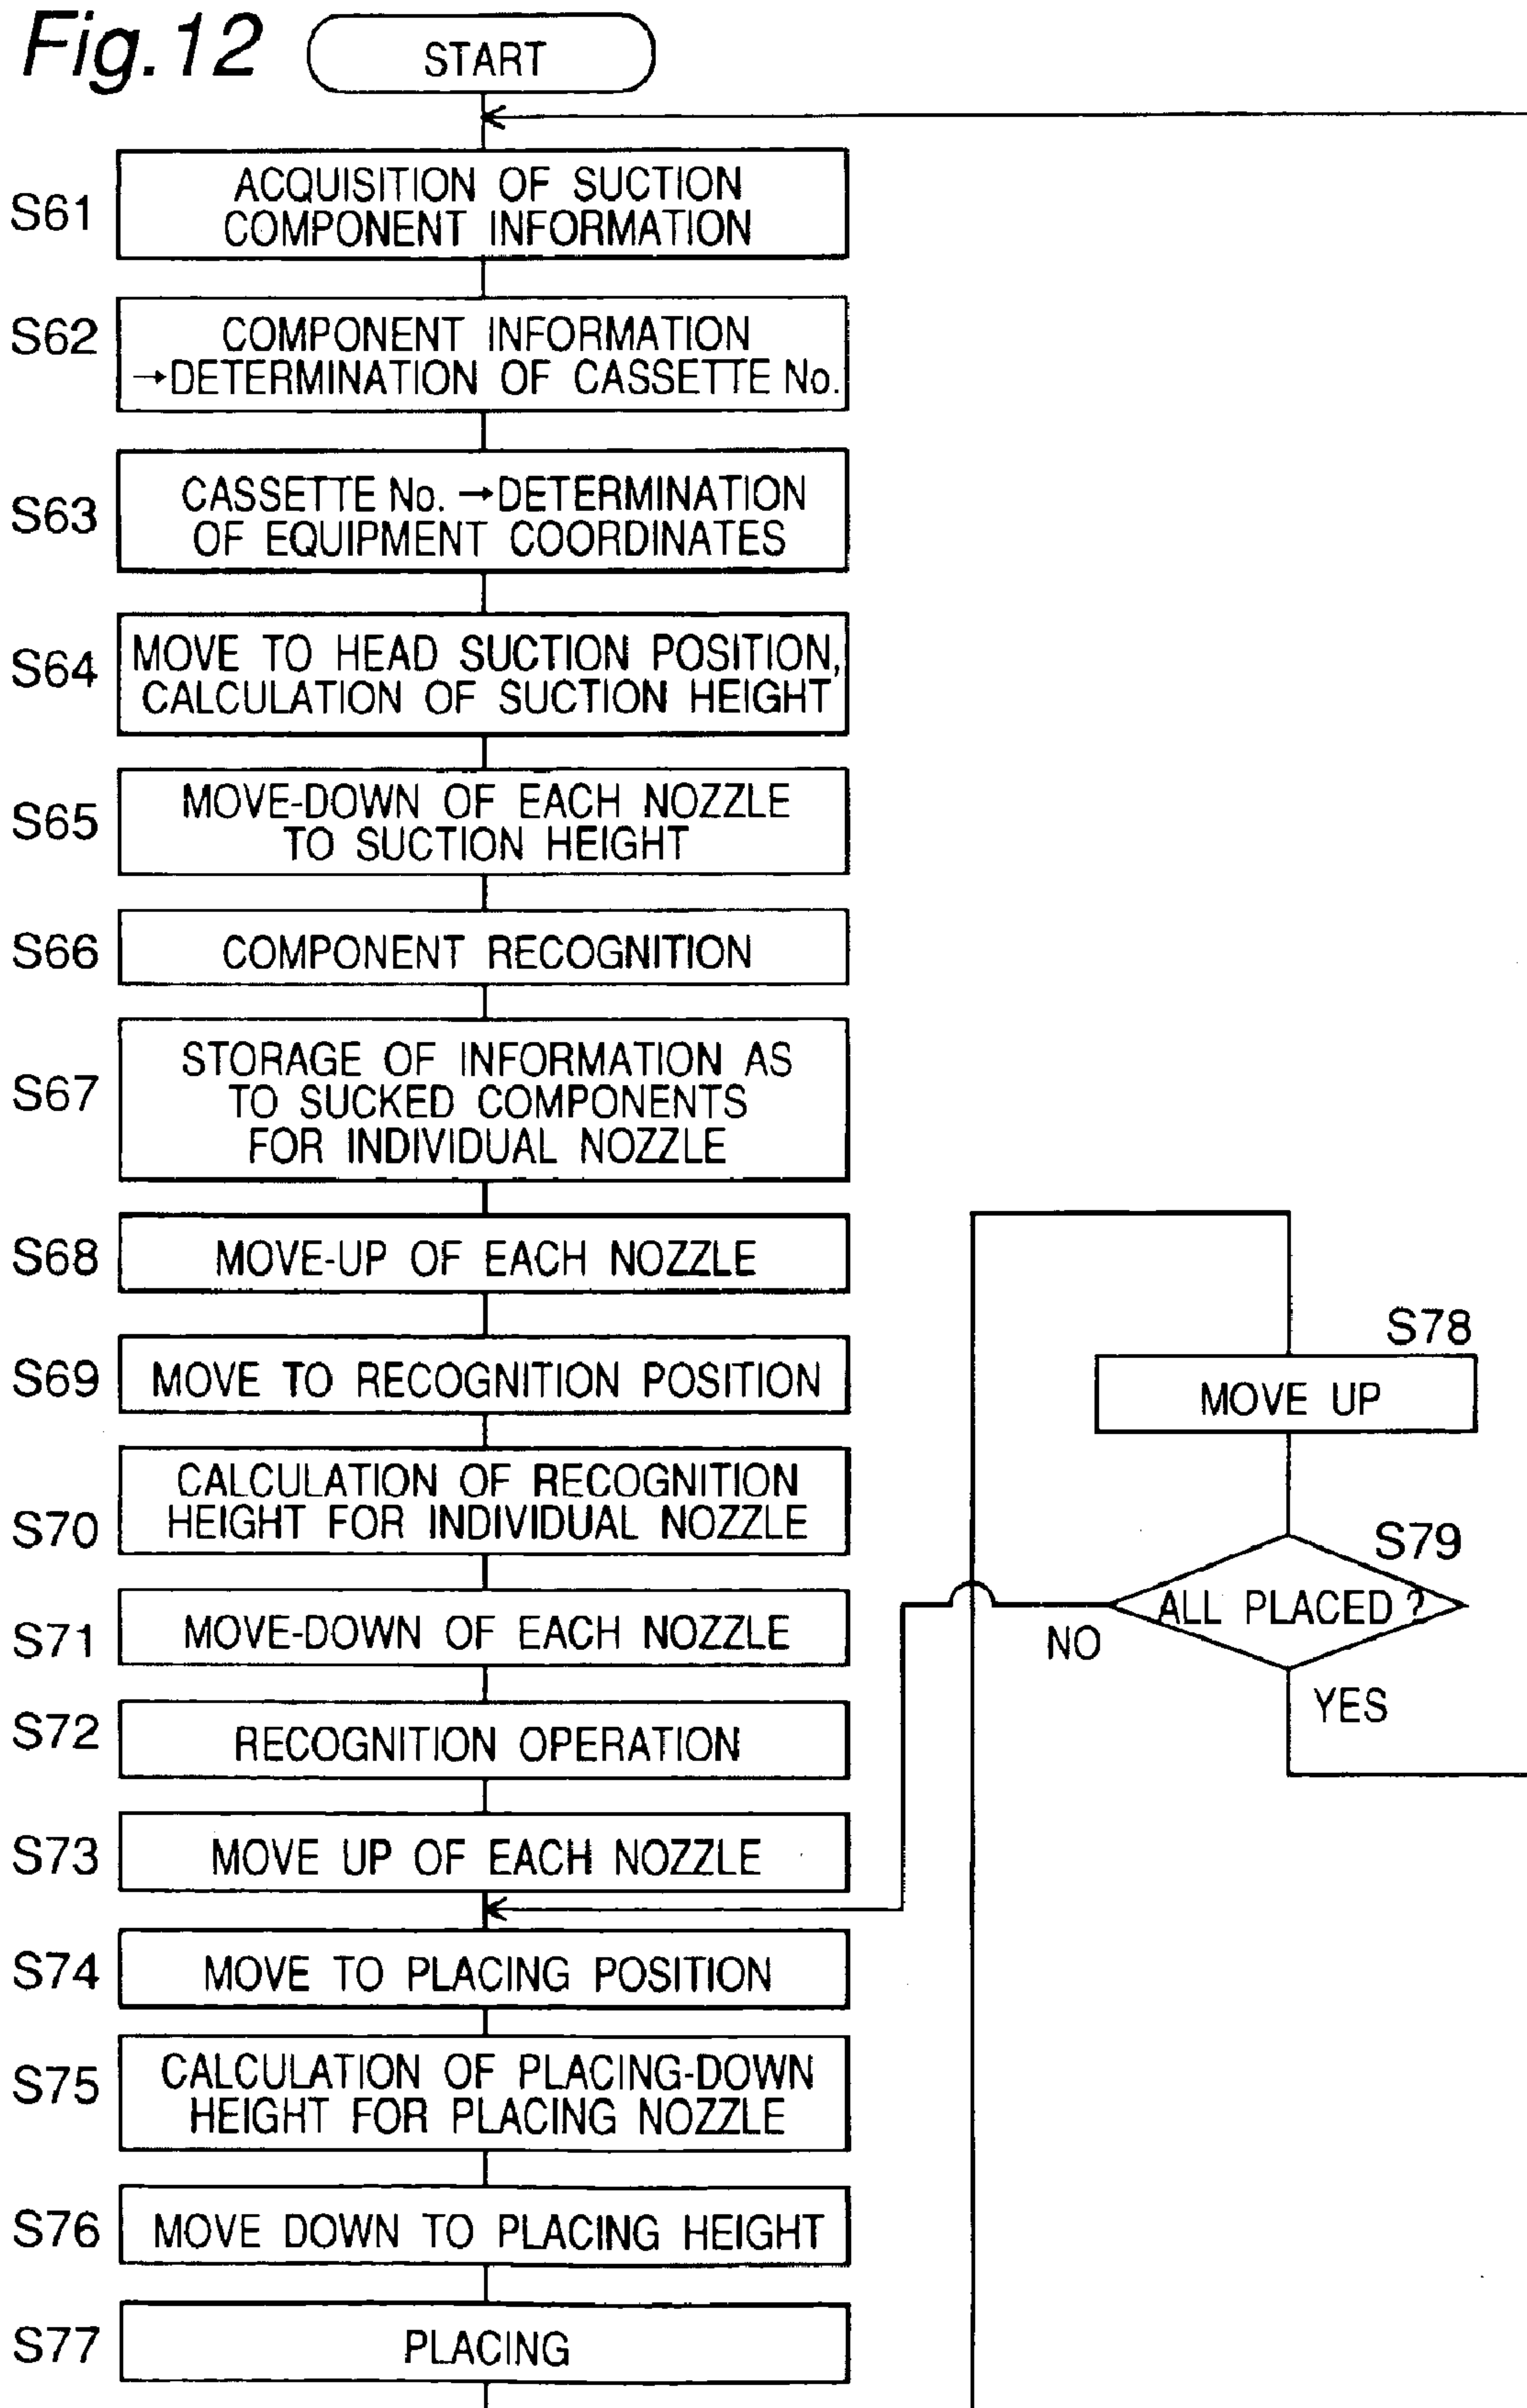 Fig.12
START
S61
ACQUISITION OF SUCTION
COMPONENT INFORMATION
S62
COMPONENT INFORMATION
→DETERMINATION OF CASSETTE No.
S63
CASSETTE No. →DETERMINATION
OF EQUIPMENT COORDINATES
S64
MOVE TO HEAD SUCTION POSITION,
CALCULATION OF SUCTION HEIGHT
S65
MOVE-DOWN OF EACH NOZZLE
TO SUCTION HEIGHT
S66
COMPONENT RECOGNITION
S67
STORAGE OF INFORMATION AS
TO SUCKED COMPONENTS
FOR INDIVIDUAL NOZZLE
S68
MOVE-UP OF EACH NOZZLE
S69
MOVE TO RECOGNITION POSITION
S70
CALCULATION OF RECOGNITION
HEIGHT FOR INDIVIDUAL NOZZLE
S71
MOVE-DOWN OF EACH NOZZLE
S72
RECOGNITION OPERATION
S73
MOVE UP OF EACH NOZZLE
S74
MOVE TO PLACING POSITION
S75
CALCULATION OF PLACING-DOWN
HEIGHT FOR PLACING NOZZLE
S76
MOVE DOWN TO PLACING HEIGHT
S77
PLACING
S78
MOVE UP
S79
ALL PLACED?
NO
YES